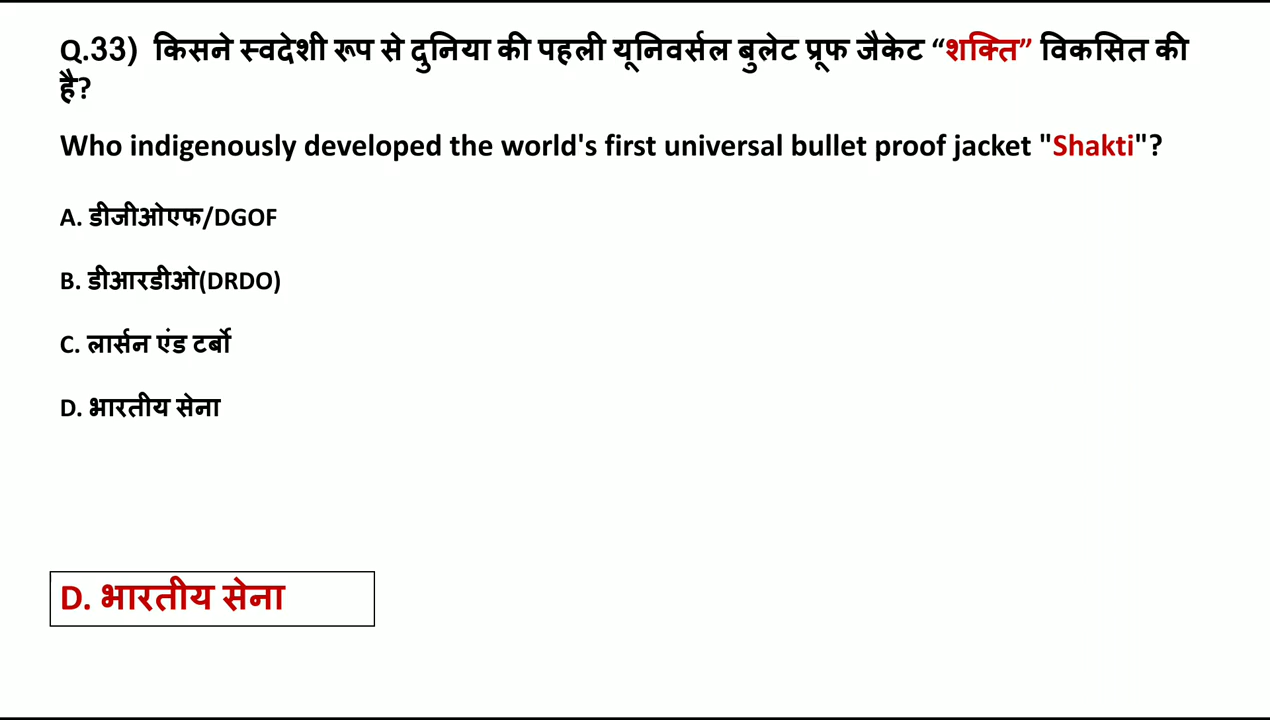 Q.33) किसने स्वदेशी रूप से दुनिया की पहली यूनिवर्सल बुलेट प्रूफ जैकेट “शक्ति” विकसित की
है?
Who indigenously developed the world's first universal bullet proof jacket "Shakti"?
A. डीजीओएफ/DGOF
B. डीआरडीओ(DRDO)
C. लार्सन एंड टर्बो
D. भारतीय सेना
D. भारतीय सेना